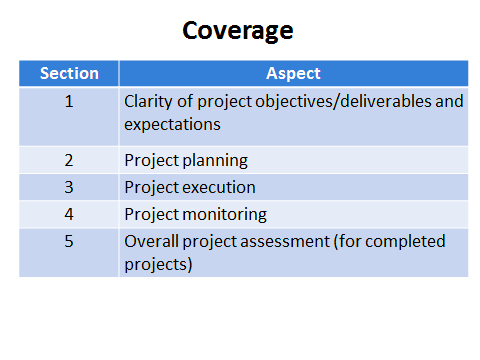 Coverage
Section Aspect
1 Clarity of project objectives/deliverables and
expectations
2 Project planning
3 Project execution
4 Project monitoring
5 Overall project assessment (for completed
projects)